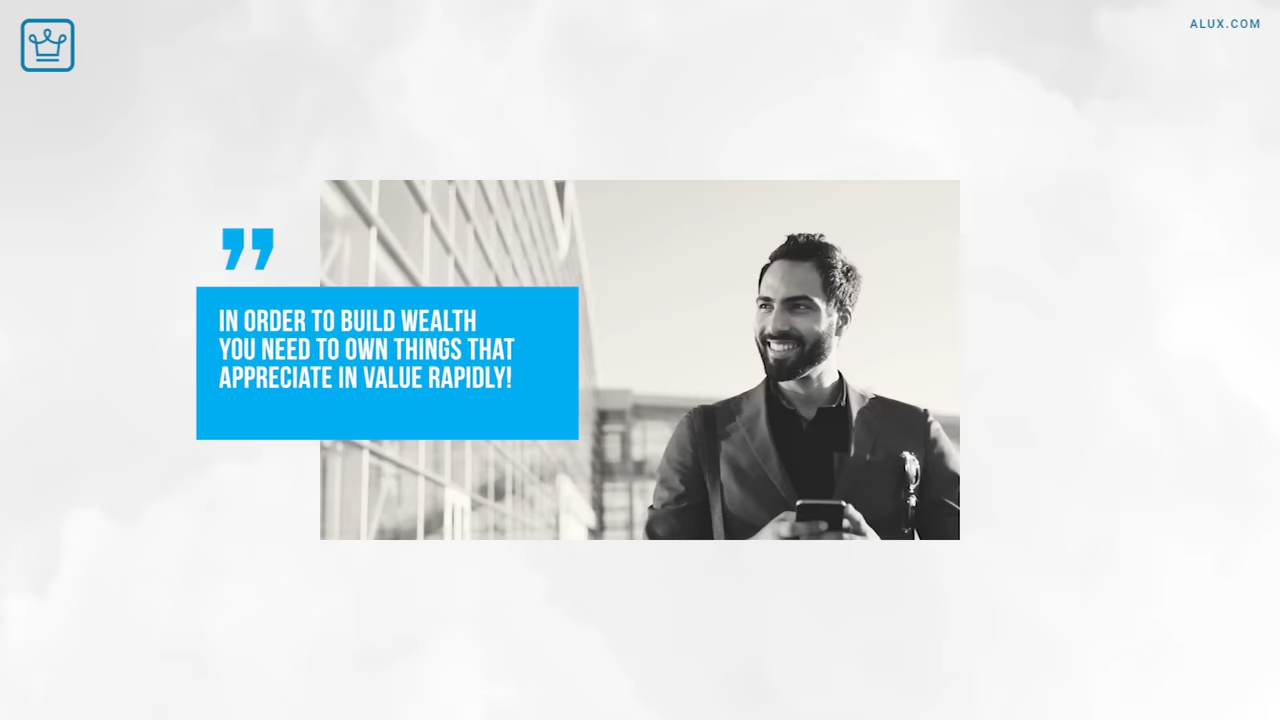 ALUX.COM
”
IN ORDER TO BUILD WEALTH
YOU NEED TO OWN THINGS THAT
APPRECIATE IN VALUE RAPIDLY!